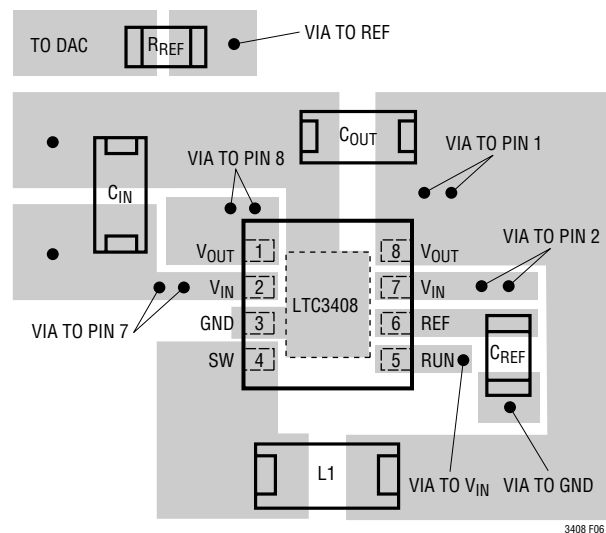 TO DAC
RREF
VIA TO REF
COUT
VIA TO PIN 8
VIA TO PIN 1
CIN
VOUT 1
8 VOUT
VIA TO PIN 2
VIN 2
7 VIN
LTC3408
VIA TO PIN 7
GND 3
6 REF
CREF
SW 4
5 RUN
L1
VIA TO VIN
VIA TO GND
3408 F06